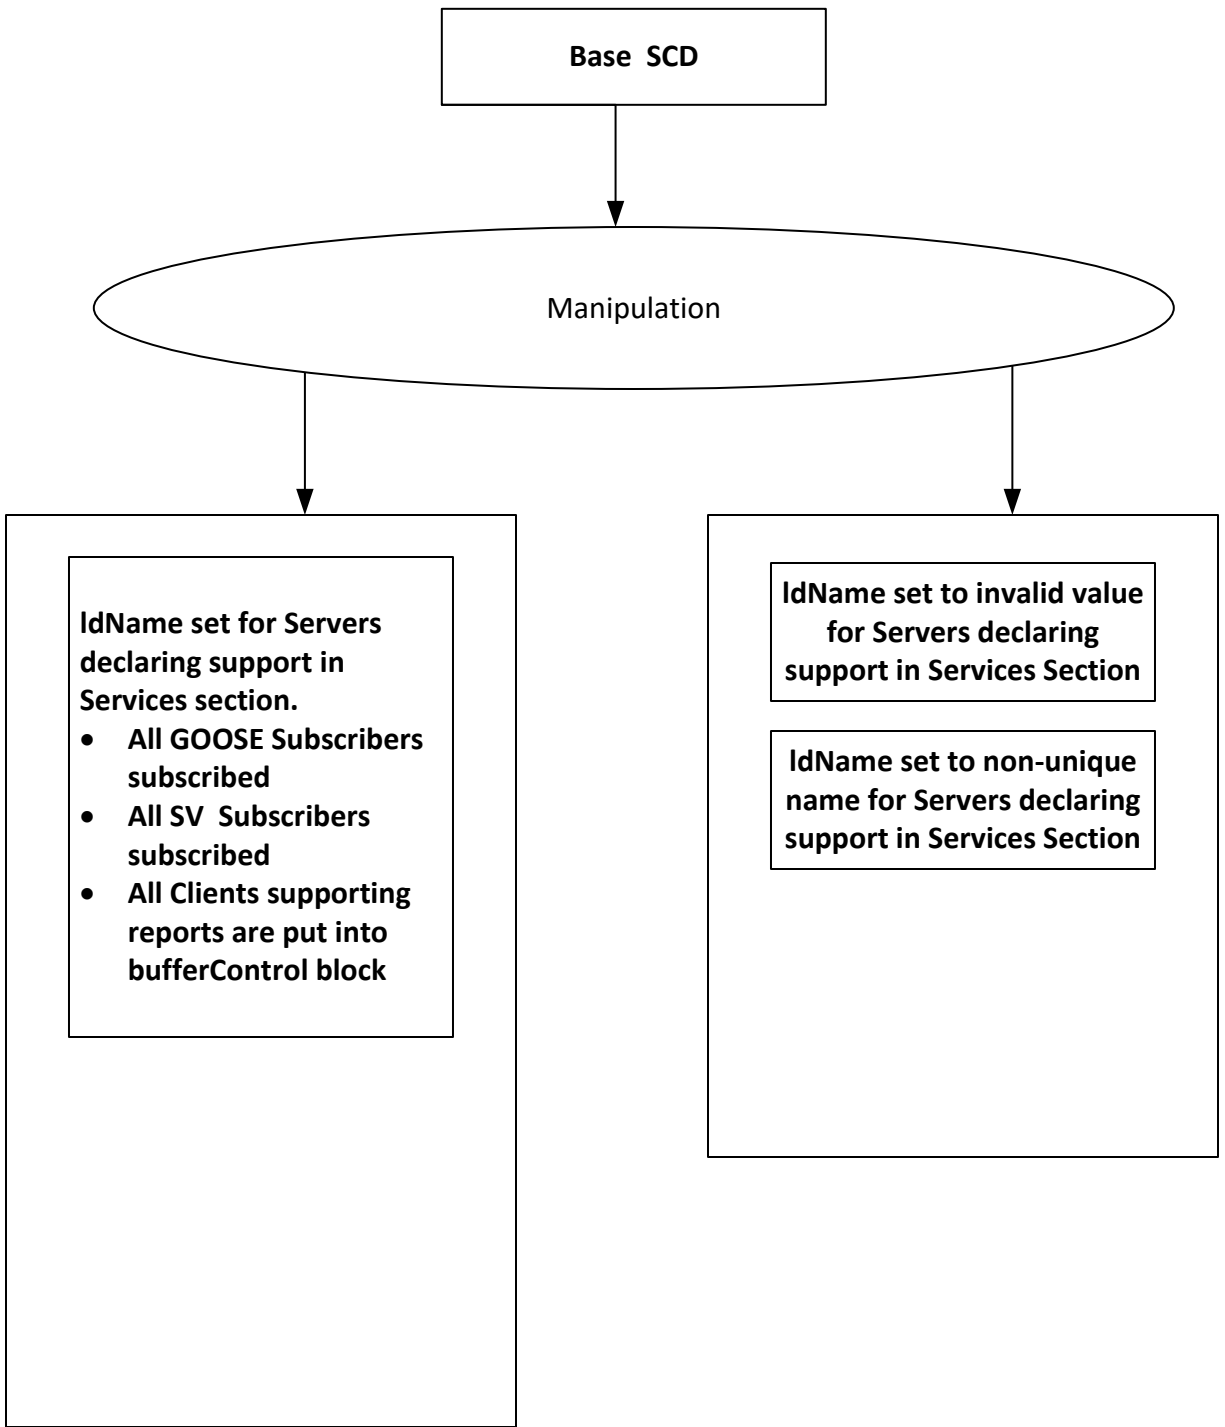 Base  SCD
Manipulation
ldName set for Servers
declaring support in
Services section.
• All GOOSE Subscribers
subscribed
• All SV  Subscribers
subscribed
• All Clients supporting
reports are put into
bufferControl block
ldName set to invalid value
for Servers declaring
support in Services Section
ldName set to non-unique
name for Servers declaring
support in Services Section